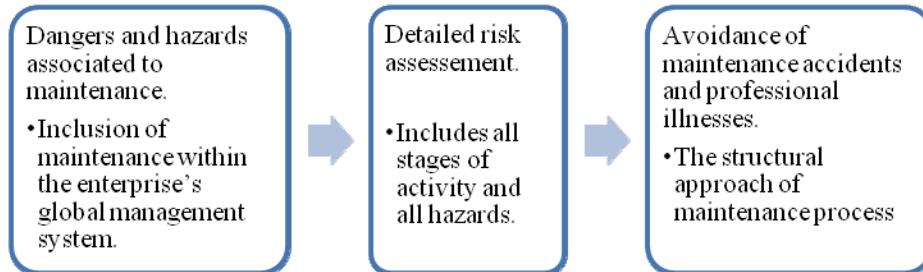 Dangers and hazards
associated to
maintenance.
•Inclusion of
maintenance within
the enterprise's
global management
system.
Detailed risk
assessement.
•Includes all
stages of
activity and
all hazards.
Avoidance of
maintenance accidents
and professional
illnesses.
•The structural
approach of
maintenance process